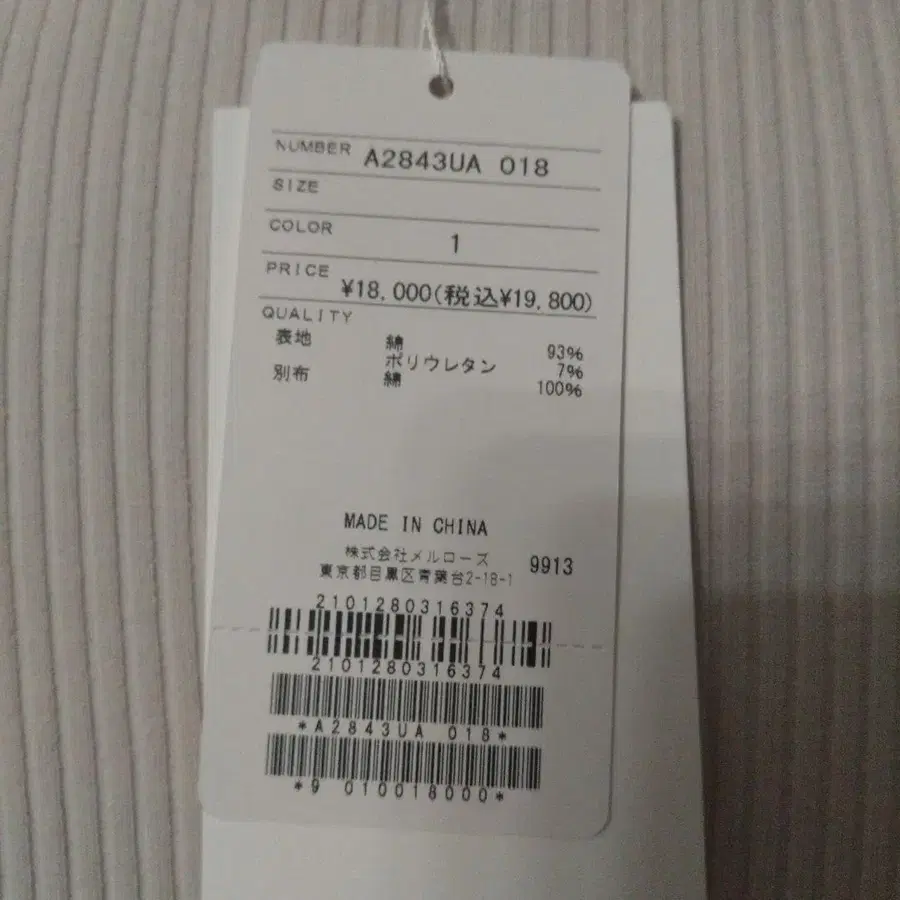 NUMBER A2843UA 018
SIZE
COLOR 1
PRICE ¥18,000(税込¥19,800)
QUALITY
表地 綿 93%
ポリウレタン 7%
別布 綿 100%
MADE IN CHINA
株式会社メルローズ 9913
東京都目黒区青葉台2-18-1
2101280316374
2101280316374
*A2843UA 018*
*9 010018000*